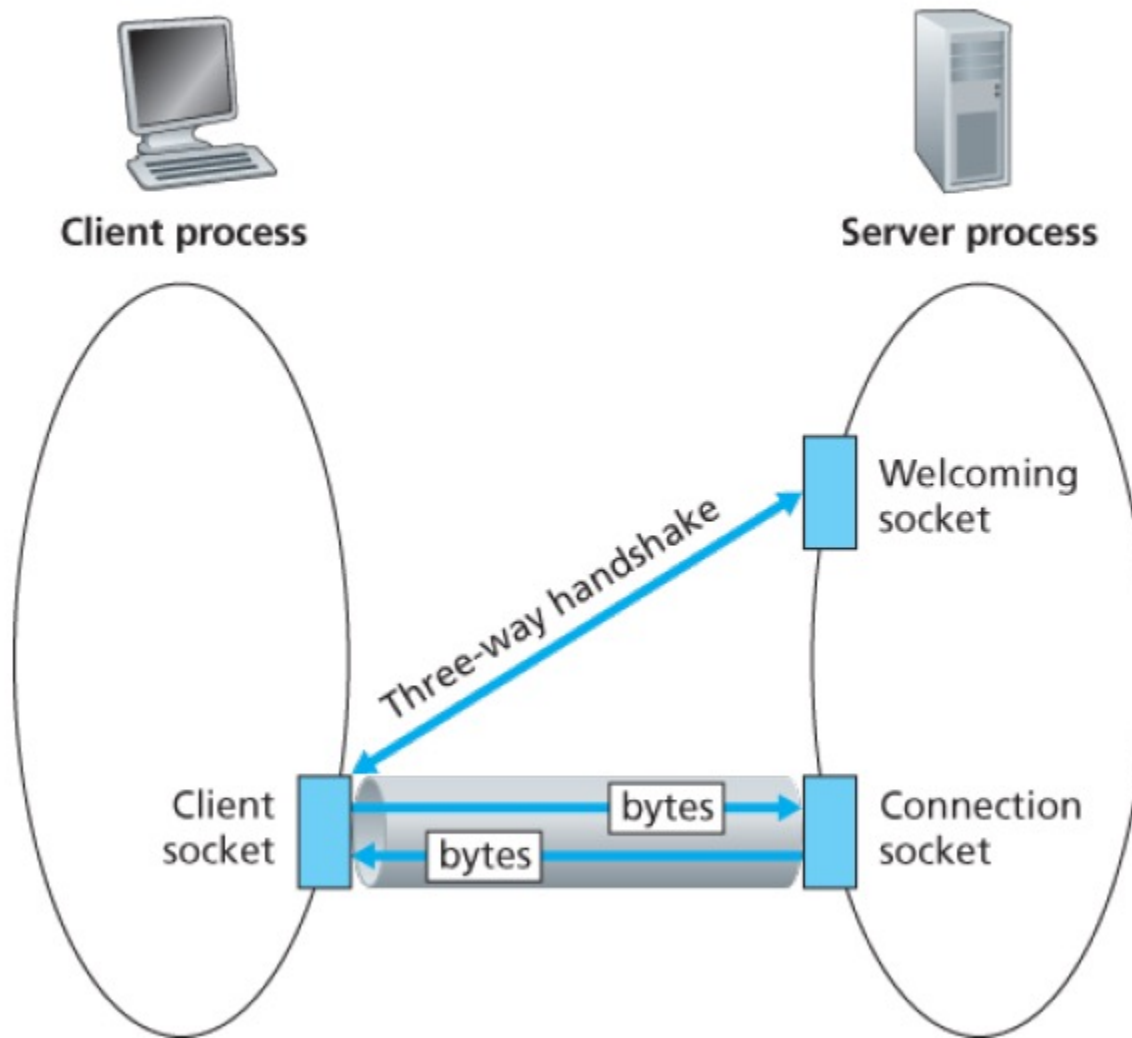 Client process
Server process
Welcoming
socket
Three-way handshake
Client
socket
bytes
bytes
Connection
socket